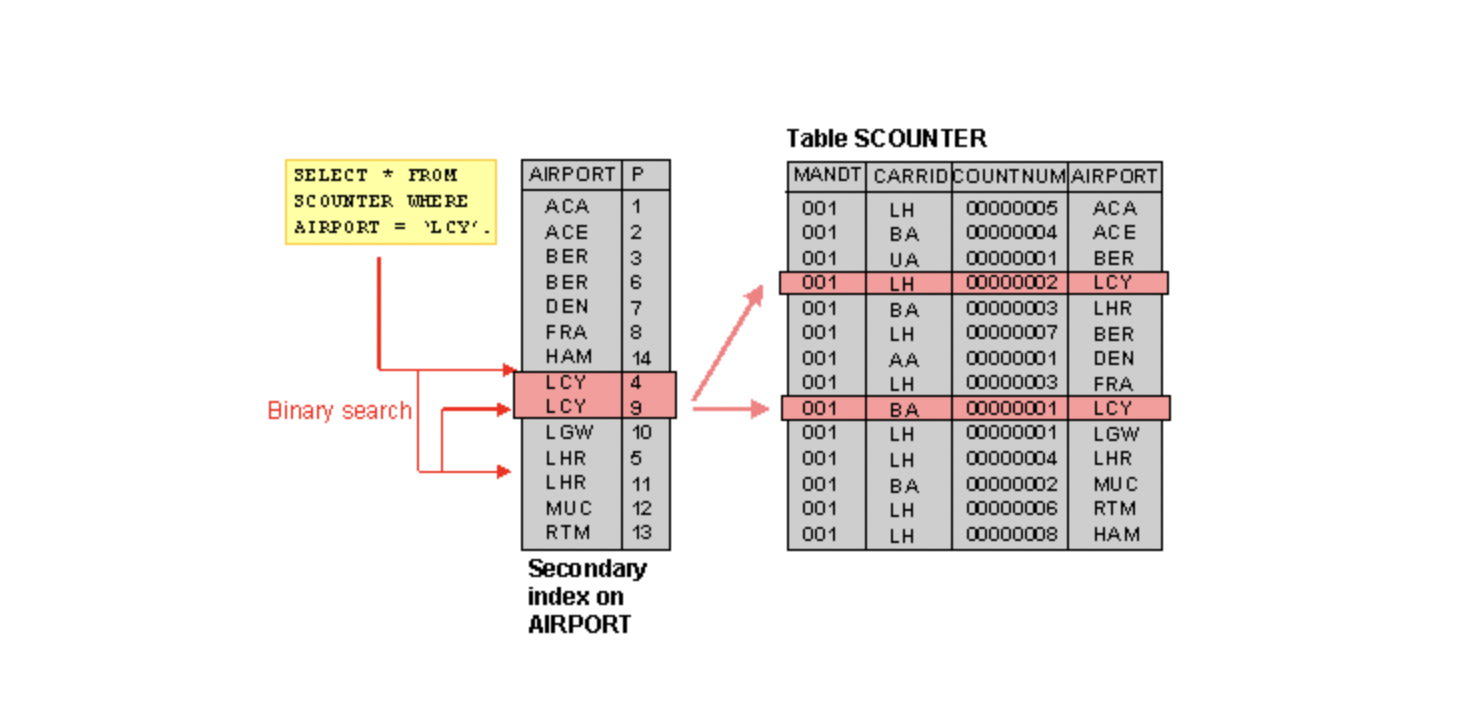 Table SCOUNTER
SELECT * FROM
SCOUNTER WHERE
AIRPORT = 'LCY'.
AIRPORT P
ACA 1
ACE 2
BER 3
BER 6
DEN 7
FRA 8
HAM 14
LCY 4
LCY 9
LGW 10
LHR 5
LHR 11
MUC 12
RTM 13
Binary search
Secondary
index on
AIRPORT
MANDT CARRID COUNTNUM AIRPORT
001 LH 00000005 ACA
001 BA 00000004 ACE
001 UA 00000001 BER
001 LH 00000002 LCY
001 BA 00000003 LHR
001 LH 00000007 BER
001 AA 00000001 DEN
001 LH 00000003 FRA
001 BA 00000001 LCY
001 LH 00000001 LGW
001 LH 00000004 LHR
001 BA 00000002 MUC
001 LH 00000006 RTM
001 LH 00000008 HAM